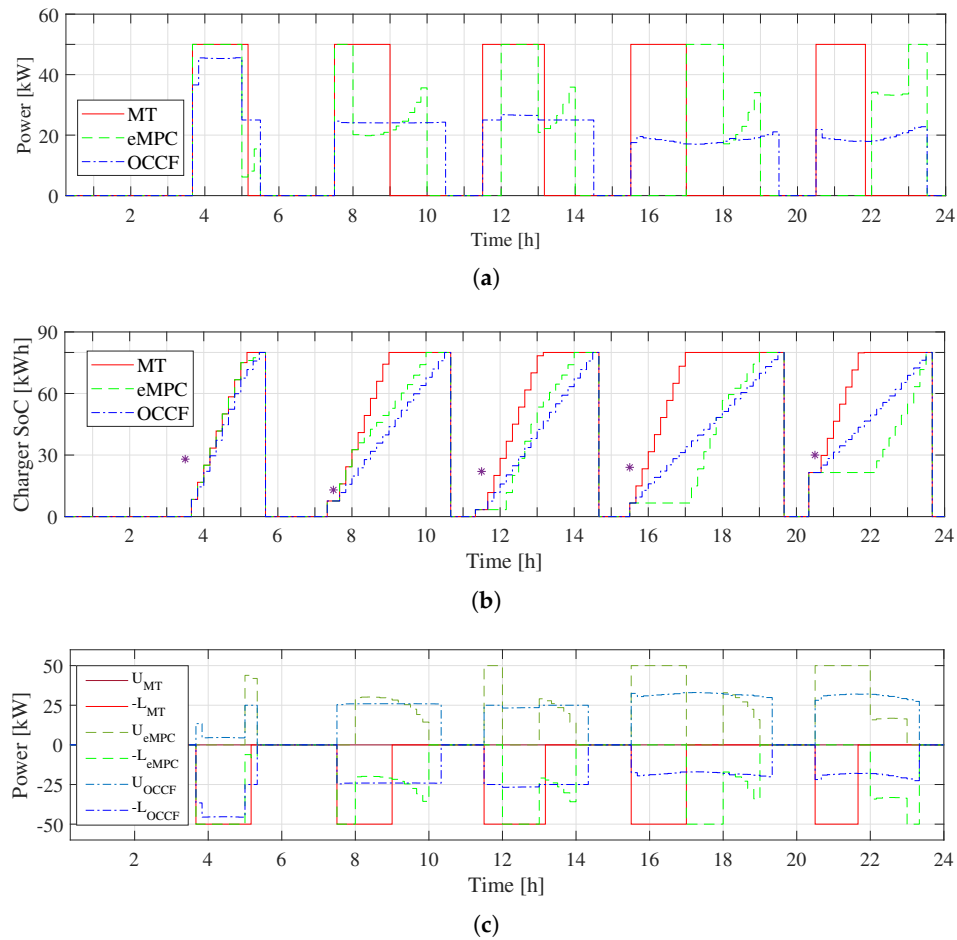 60
40
20
0
Power [kW]
MT
eMPC
OCCF
2 4 6 8 10 12 14 16 18 20 22 24
Time [h]
(a)
90
60
30
0
Charger SoC [kWh]
MT
eMPC
OCCF
2 4 6 8 10 12 14 16 18 20 22 24
Time [h]
(b)
50
25
0
-25
-50
Power [kW]
U_MT
-L_MT
U_eMPC
-L_eMPC
U_OCCF
-L_OCCF
2 4 6 8 10 12 14 16 18 20 22 24
Time [h]
(c)